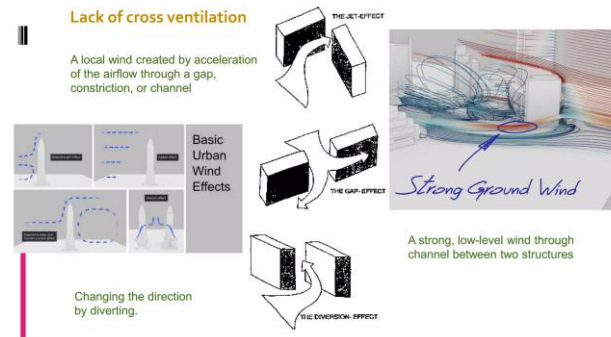 Lack of cross ventilation
A local wind created by acceleration
of the airflow through a gap,
constriction, or channel
THE JET-EFFECT
Basic
Urban
Wind
Effects
THE GAP-EFFECT
Strong Ground Wind
A strong, low-level wind through
channel between two structures
Changing the direction
by diverting.
THE DIVERSION-EFFECT